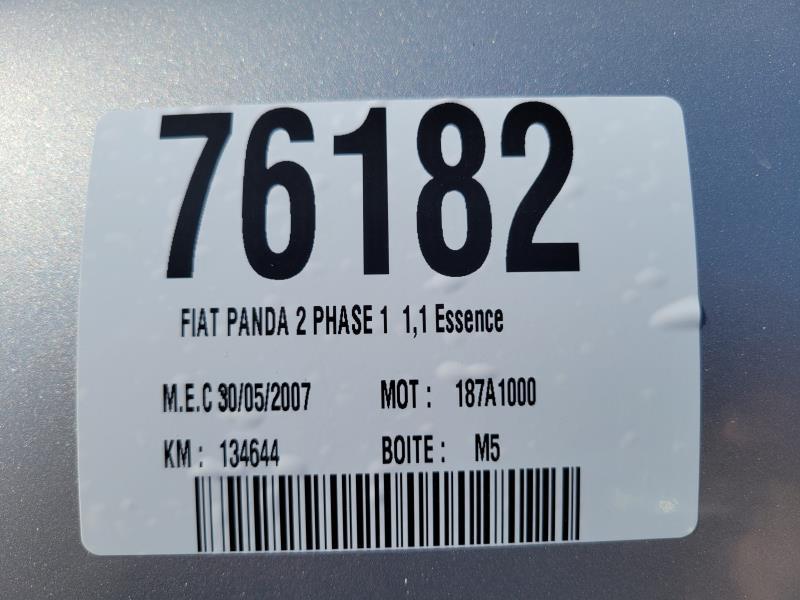 76182
FIAT PANDA 2 PHASE 1 1,1 Essence
M.E.C 30/05/2007 MOT : 187A1000
KM : 134644 BOITE : M5